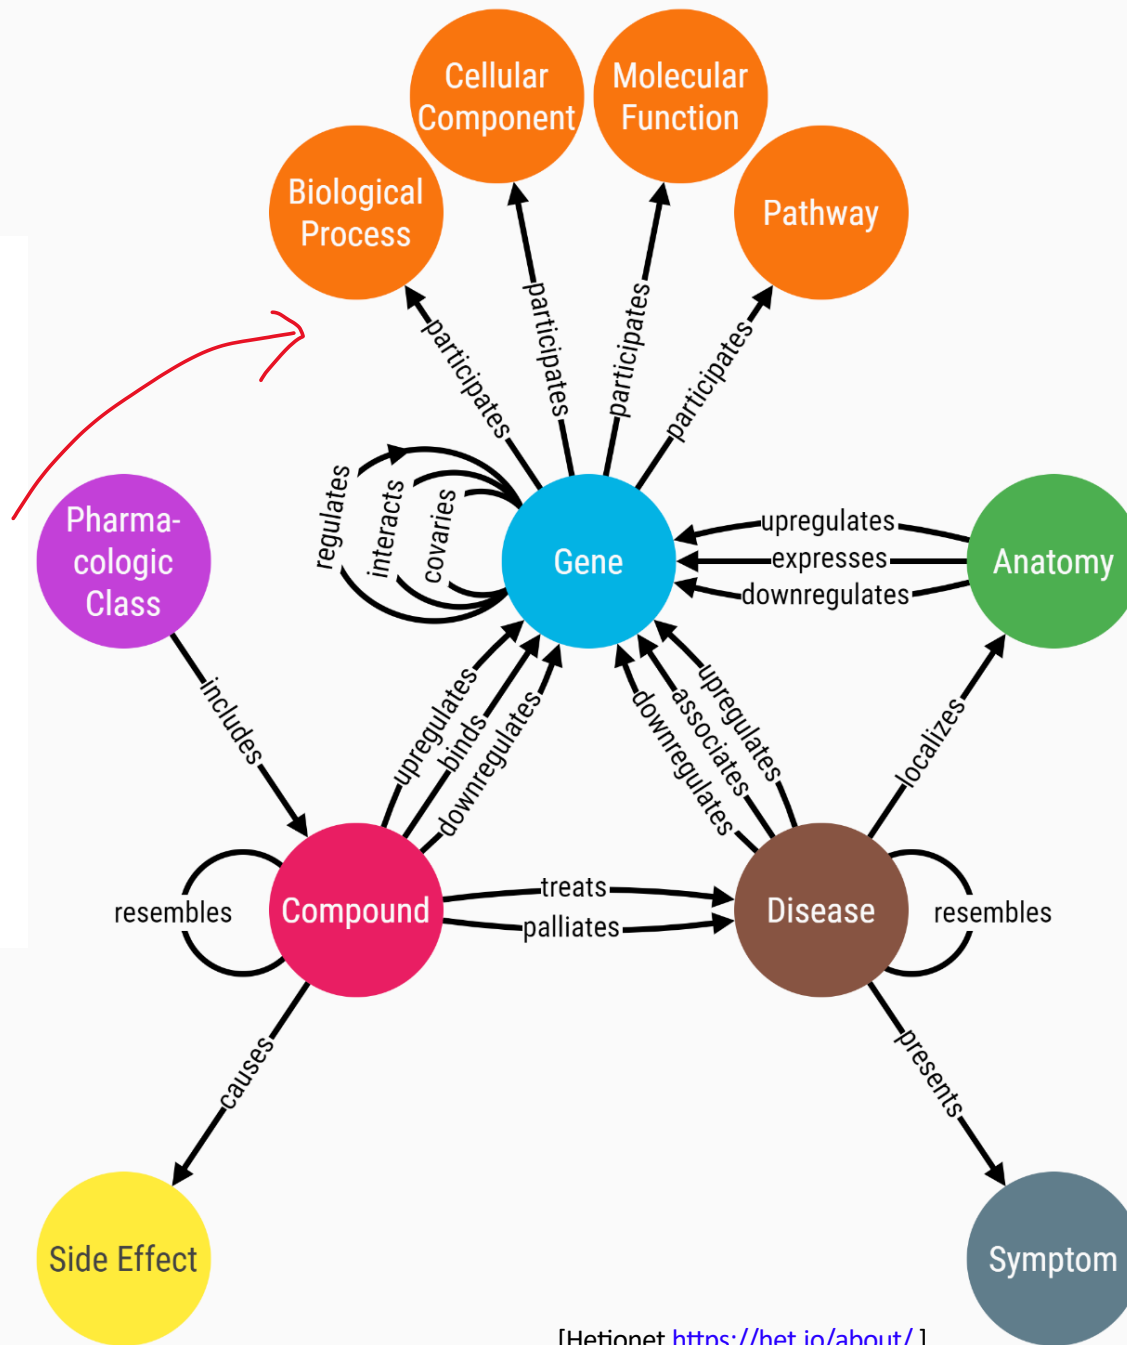 Cellular
Component
Molecular
Function
Biological
Process
Pathway
participates
participates
participates
participates
regulates
interacts
covaries
Pharma-
cologic
Class
Gene
upregulates
expresses
downregulates
Anatomy
includes
upregulates
binds
downregulates
downregulates
associates
upregulates
localizes
resembles
Compound
treats
palliates
Disease
resembles
causes
presents
Side Effect
Symptom
[Hetionet https://het.io/about/ ]